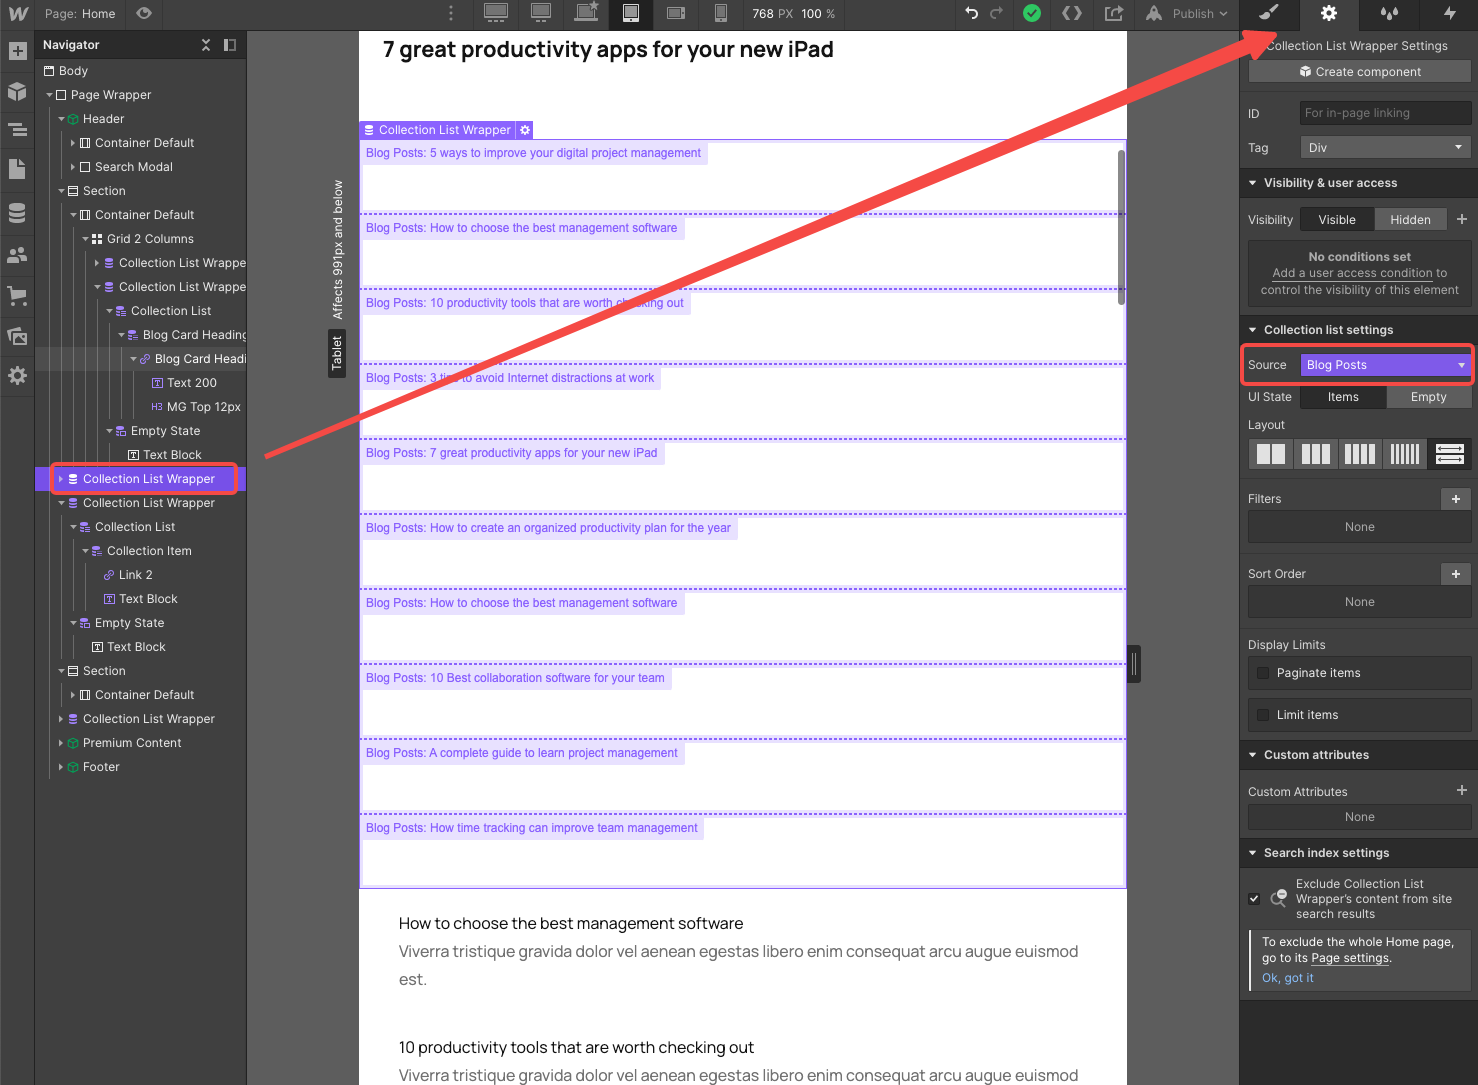 Page: Home
768 PX 100 %
Publish
Navigator
Body
Page Wrapper
Header
Container Default
Search Modal
Section
Container Default
Grid 2 Columns
Collection List Wrappe
Collection List Wrappe
Collection List
Blog Card Heading
Blog Card Headi
Text 200
H3 MG Top 12px
Empty State
Text Block
Collection List Wrapper
Collection List Wrapper
Collection List
Collection Item
Link 2
Text Block
Empty State
Text Block
Section
Container Default
Collection List Wrapper
Premium Content
Footer
Affects 991px and below
Tablet
7 great productivity apps for your new iPad
Collection List Wrapper
Blog Posts: 5 ways to improve your digital project management
Blog Posts: How to choose the best management software
Blog Posts: 10 productivity tools that are worth checking out
Blog Posts: 3 tips to avoid Internet distractions at work
Blog Posts: 7 great productivity apps for your new iPad
Blog Posts: How to create an organized productivity plan for the year
Blog Posts: How to choose the best management software
Blog Posts: 10 Best collaboration software for your team
Blog Posts: A complete guide to learn project management
Blog Posts: How time tracking can improve team management
How to choose the best management software
Viverra tristique gravida dolor vel aenean egestas libero enim consequat arcu augue euismod
est.
10 productivity tools that are worth checking out
Viverra tristique gravida dolor vel aenean egestas libero enim consequat arcu augue euismod
Collection List Wrapper Settings
Create component
ID For in-page linking
Tag Div
Visibility & user access
Visibility Visible Hidden
No conditions set
Add a user access condition to
control the visibility of this element
Collection list settings
Source Blog Posts
UI State Items Empty
Layout
Filters
None
Sort Order
None
Display Limits
Paginate items
Limit items
Custom attributes
Custom Attributes
None
Search index settings
Exclude Collection List
Wrapper's content from site
search results
To exclude the whole Home page,
go to its Page settings.
Ok, got it